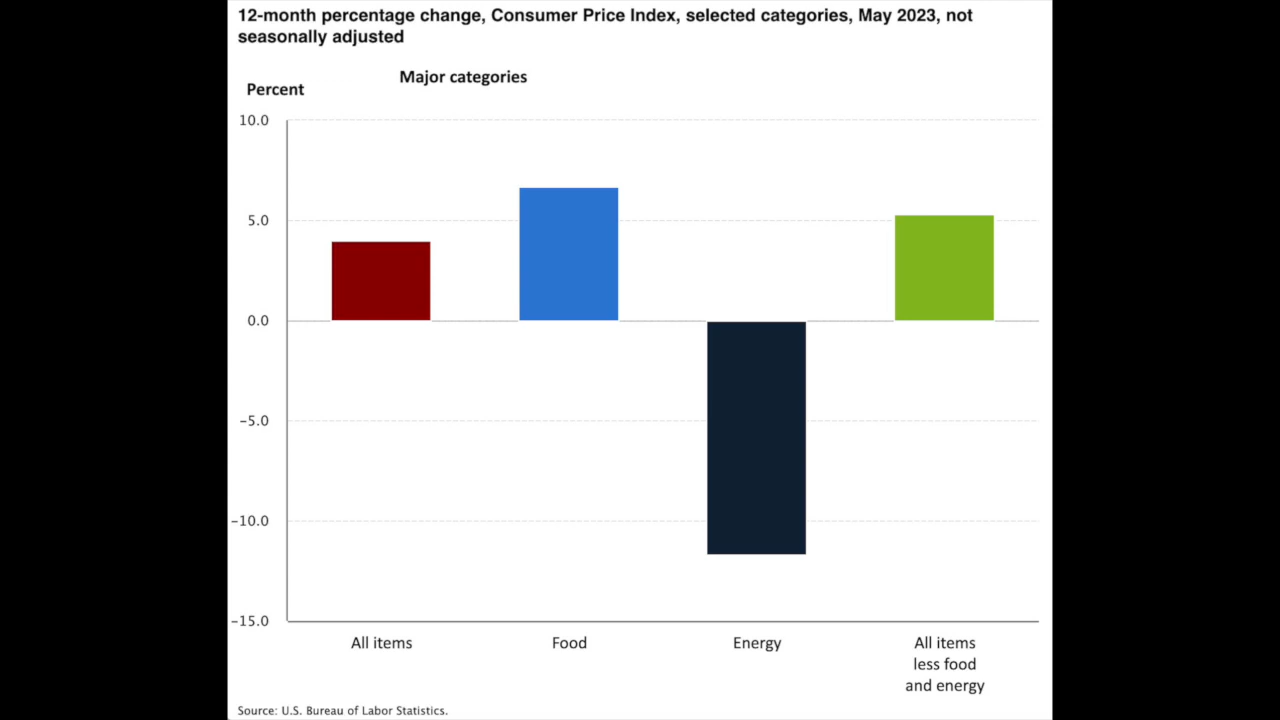 12-month percentage change, Consumer Price Index, selected categories, May 2023, not
seasonally adjusted
Major categories
Percent
10.0
5.0
0.0
−5.0
−10.0
−15.0
All items
Food
Energy
All items
less food
and energy
Source: U.S. Bureau of Labor Statistics.